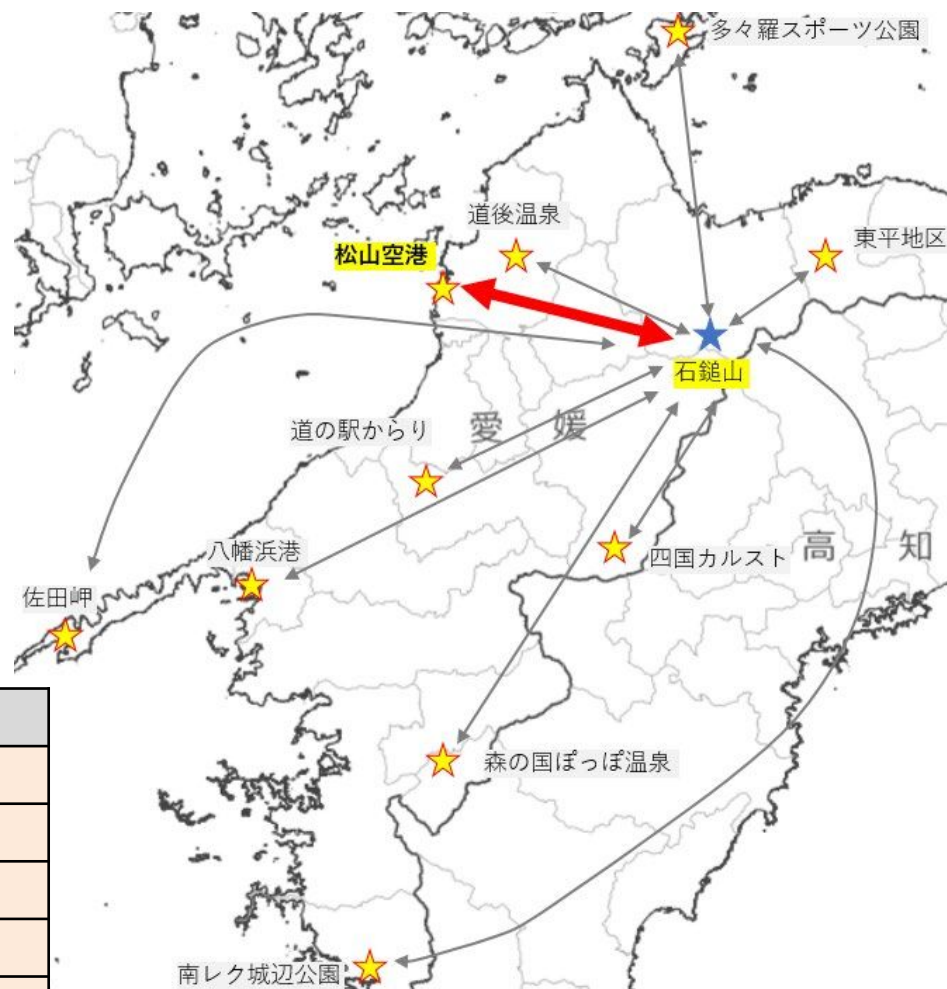 多々羅スポーツ公園
道後温泉
松山空港
東平地区
石鎚山
道の駅からり
愛媛
四国カルスト
高知
八幡浜港
佐田岬
森の国ぽっぽ温泉
南レク城辺公園